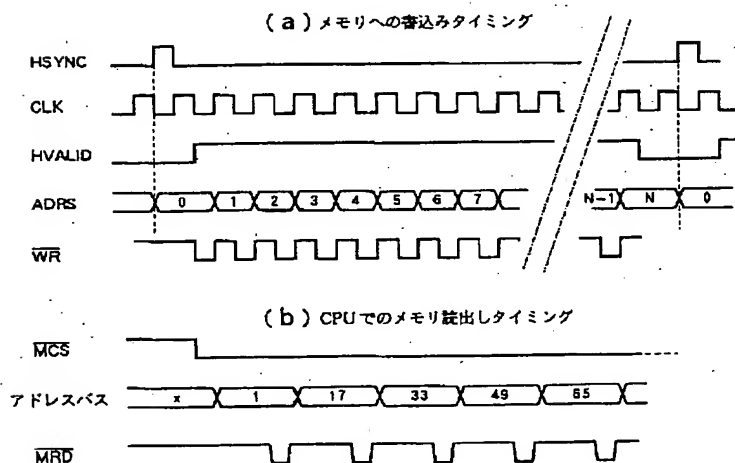 (a) メモリへの書込みタイミング
HSYNC
CLK
HVALID
ADRS 0 1 2 3 4 5 6 7 N-1 N 0
WR
(b) CPUでのメモリ読出しタイミング
MCS
アドレスバス x 1 17 33 49 65
MRD